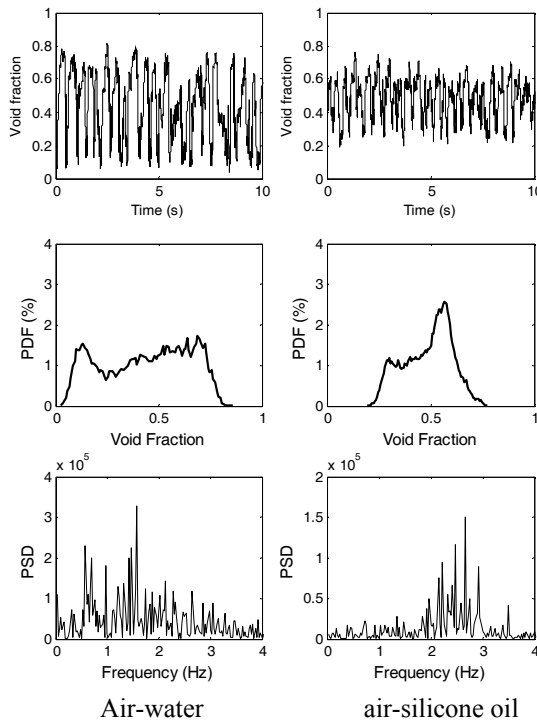 1
0.8
0.6
0.4
0.2
0
Void fraction
0 5 10
Time (s)
1
0.8
0.6
0.4
0.2
0
Void fraction
0 5 10
Time (s)
4
3
2
1
0
PDF (%)
0 0.5 1
Void Fraction
4
3
2
1
0
PDF (%)
0 0.5 1
Void Fraction
4 x 10^5
3
2
1
0
PSD
0 1 2 3 4
Frequency (Hz)
2 x 10^5
1.5
1
0.5
0
PSD
0 1 2 3 4
Frequency (Hz)
Air-water
air-silicone oil